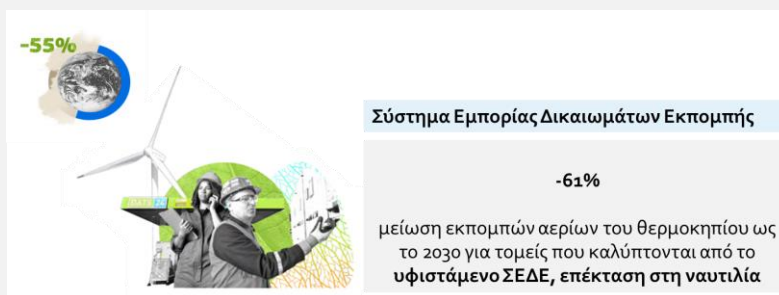 -55%
Σύστημα Εμπορίας Δικαιωμάτων Εκπομπής
-61%
μείωση εκπομπών αερίων του θερμοκηπίου ως
το 2030 για τομείς που καλύπτονται από το
υφιστάμενο ΣΕΔΕ, επέκταση στη ναυτιλία